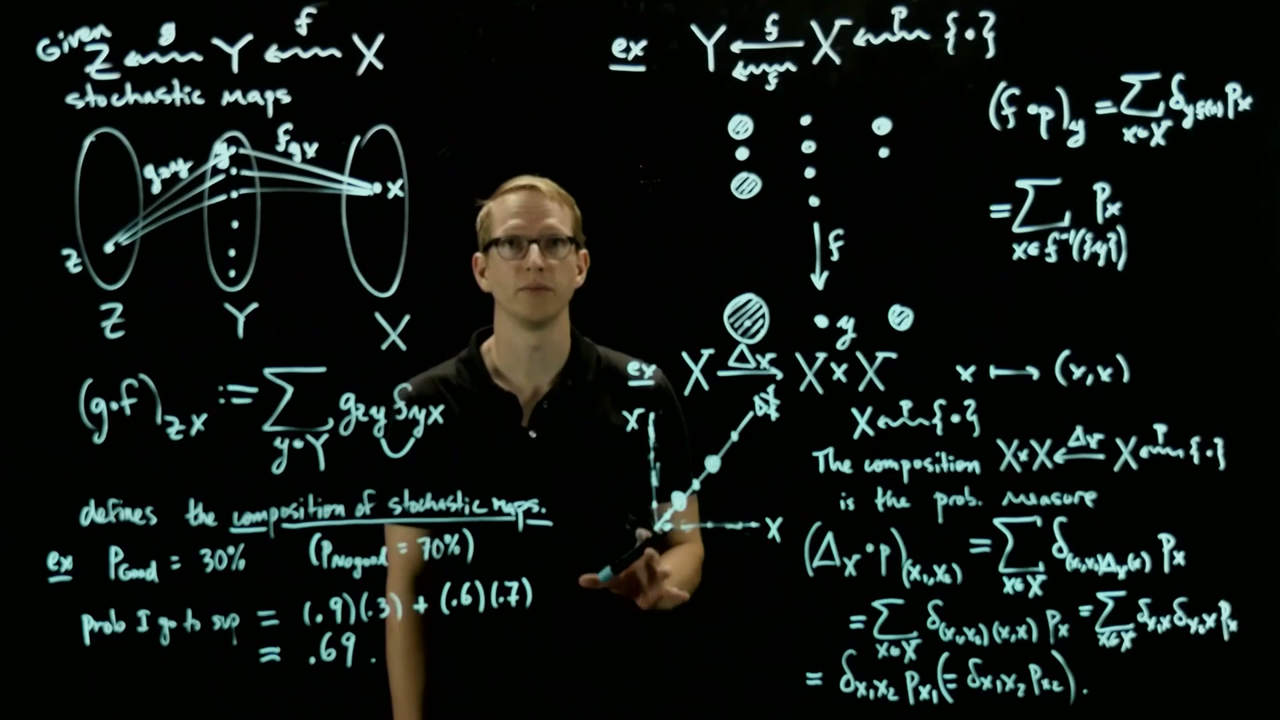 Given Z ⇜ Y ⇜ X
g f
stochastic maps
g_zy f_yx
y x
z
Z Y X
(g∘f)_zx := Σ_{y∈Y} g_zy f_yx
defines the composition of stochastic maps.
ex P_Good = 30% (P_Nogood = 70%)
prob I go to sup = (.9)(.3) + (.6)(.7)
= .69.
ex Y ←f X ⇜p {•}
f
f
y
(f∘p)_y = Σ_{x∈X} δ_{y f(x)} p_x
= Σ_{x∈f⁻¹({y})} p_x
ex X →Δ_X X×X x ↦ (x,x)
X ⇜p {•}
X
X
The composition X×X ←Δ_X X ⇜p {•}
is the prob. measure
(Δ_X∘p)_(x₁,x₂) = Σ_{x∈X} δ_{(x₁,x₂)Δ_X(x)} p_x
= Σ_{x∈X} δ_{(x₁,x₂)(x,x)} p_x = Σ_{x∈X} δ_{x₁x} δ_{x₂x} p_x
= δ_{x₁x₂} p_{x₁} (= δ_{x₁x₂} p_{x₂}).